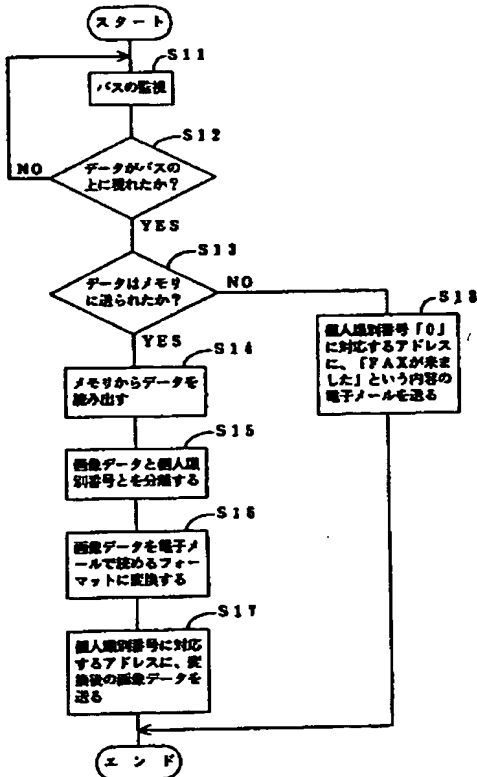 スタート
S11
バスの監視
S12
データがバスの
上に現れたか?
NO
YES
S13
データはメモリ
に送られたか?
NO
YES
S18
個人識別番号「0」
に対応するアドレス
に、「FAXが来ま
した」という内容の
電子メールを送る
S14
メモリからデータを
読み出す
S15
画像データと個人識
別番号とを分離する
S16
画像データを電子メ
ールで読めるフォー
マットに変換する
S17
個人識別番号に対応
するアドレスに、変
換後の画像データを
送る
エンド